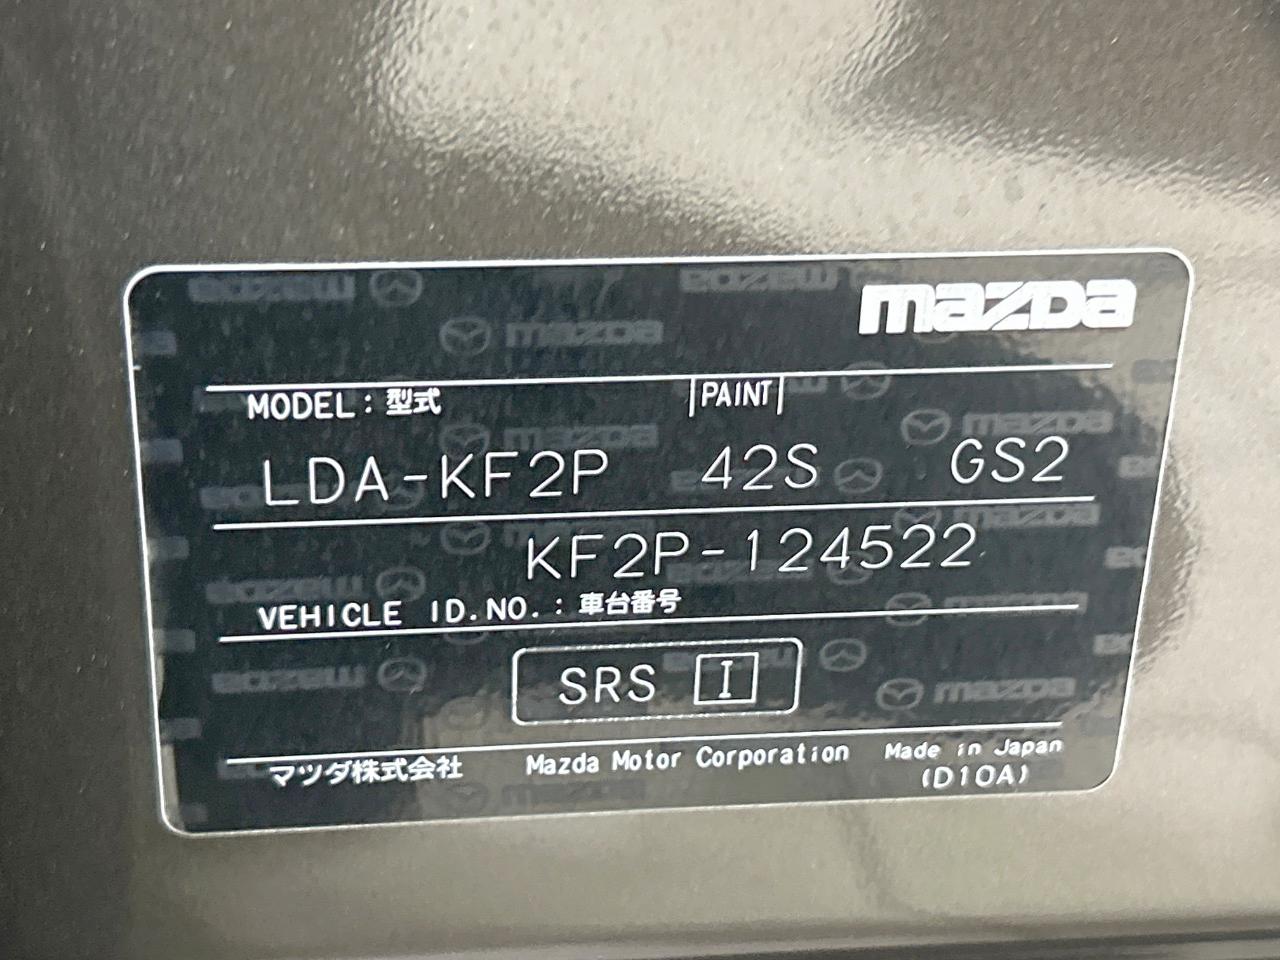 mazda
MODEL : 型式 PAINT
LDA-KF2P 42S GS2
KF2P-124522
VEHICLE ID.NO. : 車台番号
SRS I
マツダ株式会社 Mazda Motor Corporation Made in Japan
(D10A)